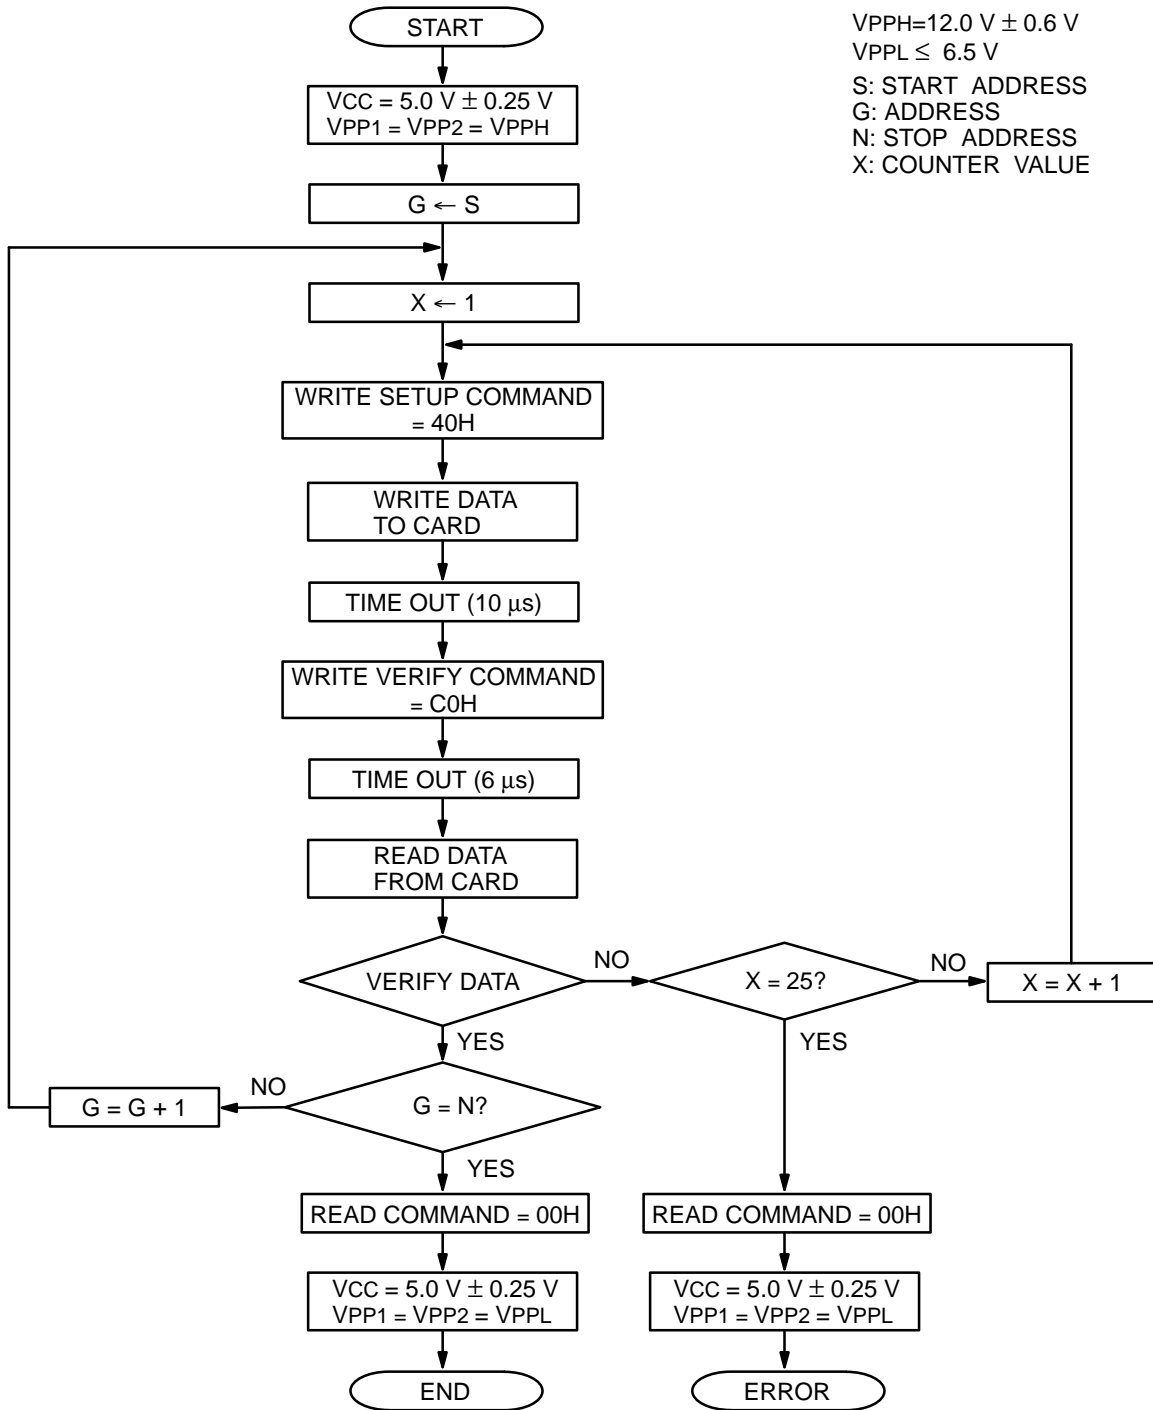 START
VPPH=12.0 V ± 0.6 V
VPPL ≤ 6.5 V
S: START ADDRESS
G: ADDRESS
N: STOP ADDRESS
X: COUNTER VALUE
VCC = 5.0 V ± 0.25 V
VPP1 = VPP2 = VPPH
G ← S
X ← 1
WRITE SETUP COMMAND
= 40H
WRITE DATA
TO CARD
TIME OUT (10 μs)
WRITE VERIFY COMMAND
= C0H
TIME OUT (6 μs)
READ DATA
FROM CARD
VERIFY DATA
NO
X = 25?
NO
X = X + 1
YES
YES
G = N?
NO
G = G + 1
YES
READ COMMAND = 00H
READ COMMAND = 00H
VCC = 5.0 V ± 0.25 V
VPP1 = VPP2 = VPPL
VCC = 5.0 V ± 0.25 V
VPP1 = VPP2 = VPPL
END
ERROR